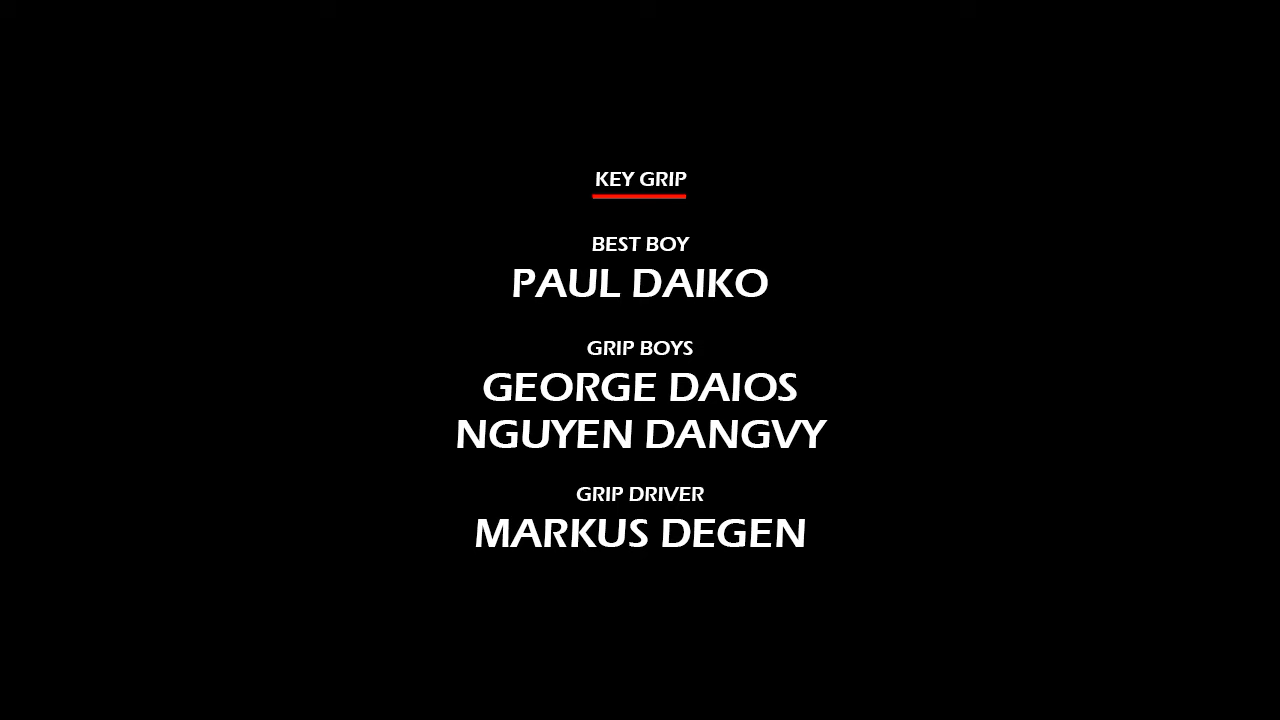 KEY GRIP
BEST BOY
PAUL DAIKO
GRIP BOYS
GEORGE DAIOS
NGUYEN DANGVY
GRIP DRIVER
MARKUS DEGEN